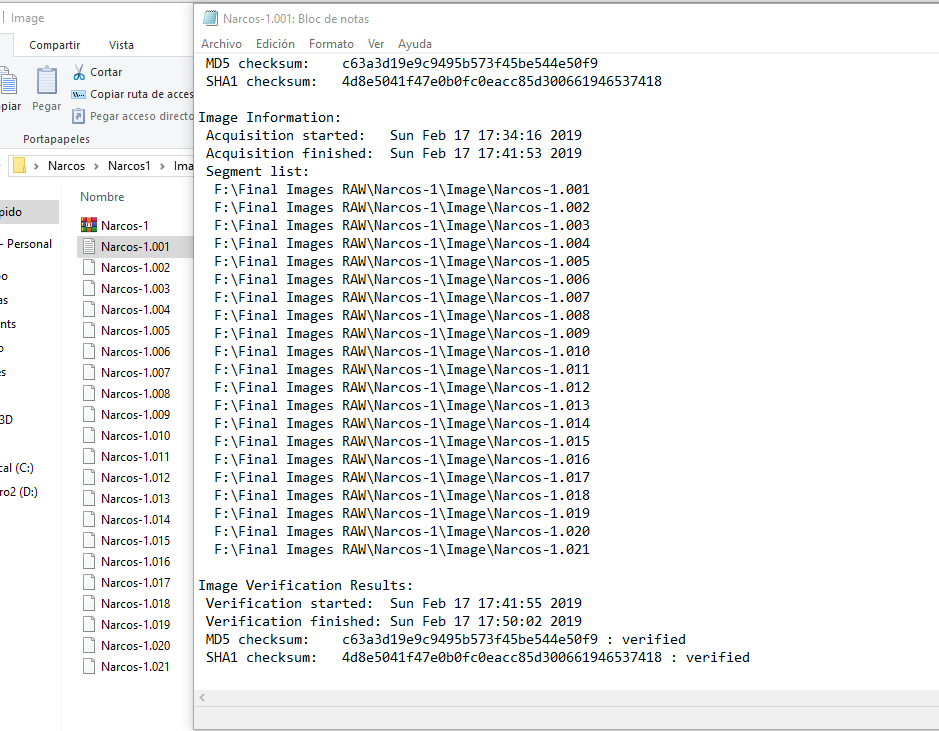 Image
Compartir
Vista
Cortar
Copiar ruta de acces
Pegar acceso directo
piar
Pegar
Portapapeles
Narcos > Narcos1 > Ima
pido
- Personal
as
nts
3D
cal (C:)
ro2 (D:)
Nombre
Narcos-1
Narcos-1.001
Narcos-1.002
Narcos-1.003
Narcos-1.004
Narcos-1.005
Narcos-1.006
Narcos-1.007
Narcos-1.008
Narcos-1.009
Narcos-1.010
Narcos-1.011
Narcos-1.012
Narcos-1.013
Narcos-1.014
Narcos-1.015
Narcos-1.016
Narcos-1.017
Narcos-1.018
Narcos-1.019
Narcos-1.020
Narcos-1.021
Narcos-1.001: Bloc de notas
Archivo Edición Formato Ver Ayuda
MD5 checksum: c63a3d19e9c9495b573f45be544e50f9
SHA1 checksum: 4d8e5041f47e0b0fc0eacc85d300661946537418
Image Information:
Acquisition started: Sun Feb 17 17:34:16 2019
Acquisition finished: Sun Feb 17 17:41:53 2019
Segment list:
F:\Final Images RAW\Narcos-1\Image\Narcos-1.001
F:\Final Images RAW\Narcos-1\Image\Narcos-1.002
F:\Final Images RAW\Narcos-1\Image\Narcos-1.003
F:\Final Images RAW\Narcos-1\Image\Narcos-1.004
F:\Final Images RAW\Narcos-1\Image\Narcos-1.005
F:\Final Images RAW\Narcos-1\Image\Narcos-1.006
F:\Final Images RAW\Narcos-1\Image\Narcos-1.007
F:\Final Images RAW\Narcos-1\Image\Narcos-1.008
F:\Final Images RAW\Narcos-1\Image\Narcos-1.009
F:\Final Images RAW\Narcos-1\Image\Narcos-1.010
F:\Final Images RAW\Narcos-1\Image\Narcos-1.011
F:\Final Images RAW\Narcos-1\Image\Narcos-1.012
F:\Final Images RAW\Narcos-1\Image\Narcos-1.013
F:\Final Images RAW\Narcos-1\Image\Narcos-1.014
F:\Final Images RAW\Narcos-1\Image\Narcos-1.015
F:\Final Images RAW\Narcos-1\Image\Narcos-1.016
F:\Final Images RAW\Narcos-1\Image\Narcos-1.017
F:\Final Images RAW\Narcos-1\Image\Narcos-1.018
F:\Final Images RAW\Narcos-1\Image\Narcos-1.019
F:\Final Images RAW\Narcos-1\Image\Narcos-1.020
F:\Final Images RAW\Narcos-1\Image\Narcos-1.021
Image Verification Results:
Verification started: Sun Feb 17 17:41:55 2019
Verification finished: Sun Feb 17 17:50:02 2019
MD5 checksum: c63a3d19e9c9495b573f45be544e50f9 : verified
SHA1 checksum: 4d8e5041f47e0b0fc0eacc85d300661946537418 : verified